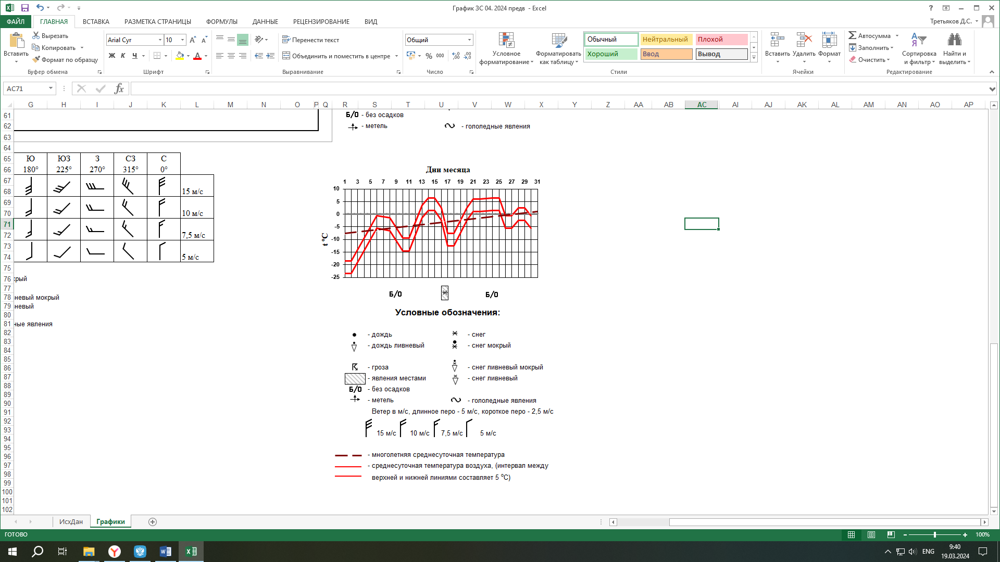 График ЗС 04. 2024 предв - Excel
?
ФАЙЛ ГЛАВНАЯ ВСТАВКА РАЗМЕТКА СТРАНИЦЫ ФОРМУЛЫ ДАННЫЕ РЕЦЕНЗИРОВАНИЕ ВИД
Третьяков Д.С.
Вставить
Вырезать
Копировать
Формат по образцу
Буфер обмена
Arial Cyr 10
Ж К Ч
Шрифт
Перенести текст
Объединить и поместить в центре
Выравнивание
Общий
% 000
Число
Условное форматирование
Форматировать как таблицу
Обычный Нейтральный Плохой
Хороший Ввод Вывод
Стили
Вставить Удалить Формат
Ячейки
Автосумма
Заполнить
Очистить
Сортировка и фильтр
Найти и выделить
Редактирование
AC71
fx
G H I J K L M N O P Q R S T U V W X Y Z AA AB AC AI AJ AK AL AM AN AO AP
61
62
63
64
65
66
67
68
69
70
71
72
73
74
75
76
77
78
79
80
81
82
83
84
85
86
87
88
89
90
91
92
93
94
95
96
97
98
99
100
101
102
Б/О - без осадков
- метель
- гололедные явления
Ю ЮЗ З СЗ С
180° 225° 270° 315° 0°
15 м/с
10 м/с
7,5 м/с
5 м/с
крый
невый мокрый
невый
ные явления
Дни месяца
1 3 5 7 9 11 13 15 17 19 21 23 25 27 29 31
10
5
0
-5
-10
-15
-20
-25
t ºC
Б/О Б/О
Условные обозначения:
- дождь - снег
- дождь ливневый - снег мокрый
- гроза - снег ливневый мокрый
- явления местами - снег ливневый
Б/О - без осадков
- метель - гололедные явления
Ветер в м/с, длинное перо - 5 м/с, короткое перо - 2,5 м/с
15 м/с 10 м/с 7,5 м/с 5 м/с
- многолетняя среднесуточная температура
- среднесуточная температура воздуха, (интервал между
верхней и нижней линиями составляет 5 ºС)
ИсхДан Графики
ГОТОВО
100%
ENG
9:40
19.03.2024